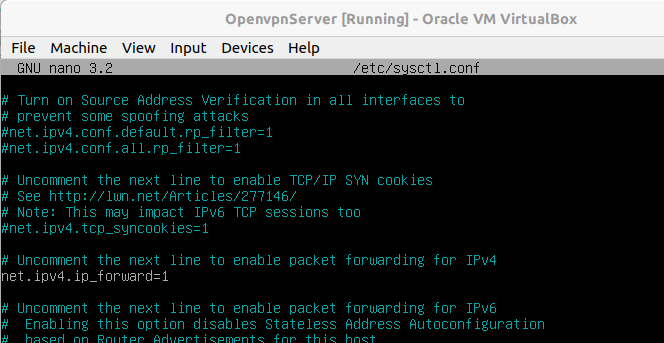 OpenvpnServer [Running] - Oracle VM VirtualBox
File Machine View Input Devices Help
GNU nano 3.2 /etc/sysctl.conf
# Turn on Source Address Verification in all interfaces to
# prevent some spoofing attacks
#net.ipv4.conf.default.rp_filter=1
#net.ipv4.conf.all.rp_filter=1
# Uncomment the next line to enable TCP/IP SYN cookies
# See http://lwn.net/Articles/277146/
# Note: This may impact IPv6 TCP sessions too
#net.ipv4.tcp_syncookies=1
# Uncomment the next line to enable packet forwarding for IPv4
net.ipv4.ip_forward=1
# Uncomment the next line to enable packet forwarding for IPv6
# Enabling this option disables Stateless Address Autoconfiguration
# based on Router Advertisements for this host